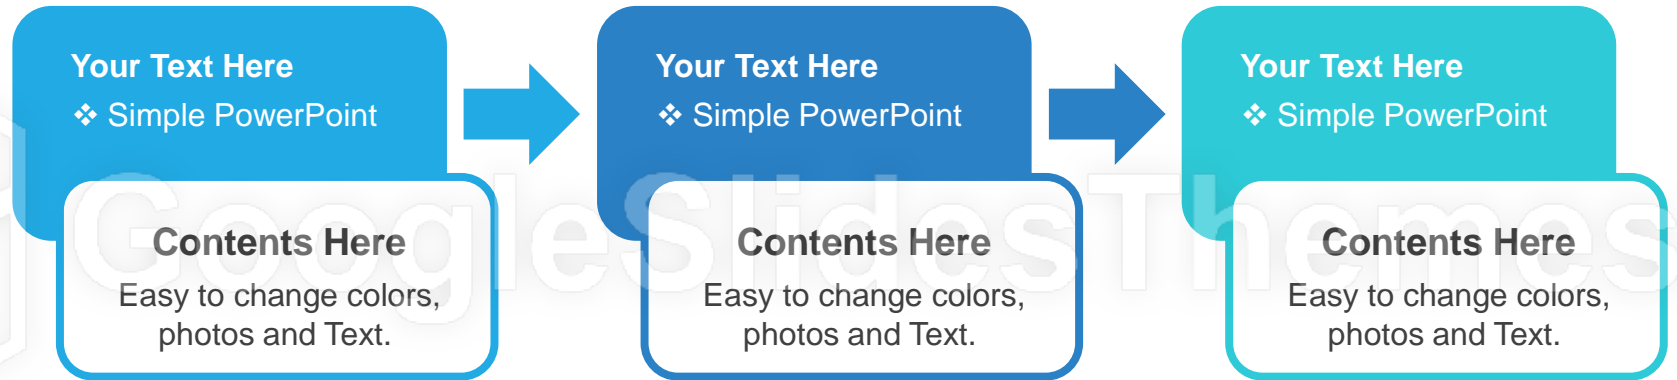 Your Text Here
❖ Simple PowerPoint
Contents Here
Easy to change colors,
photos and Text.
Your Text Here
❖ Simple PowerPoint
Contents Here
Easy to change colors,
photos and Text.
Your Text Here
❖ Simple PowerPoint
Contents Here
Easy to change colors,
photos and Text.
GoogleSlidesThemes